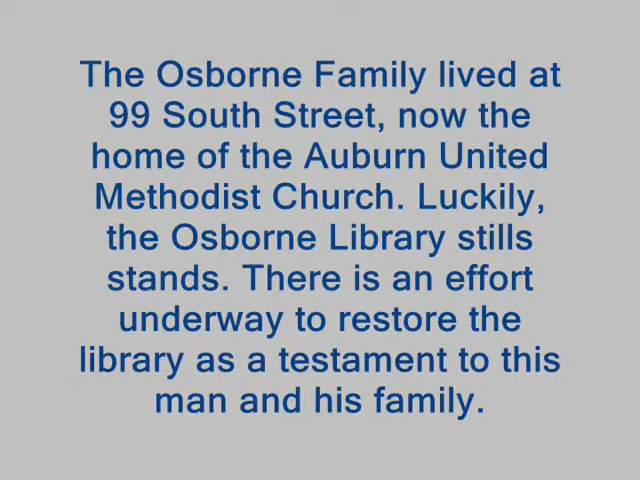 The Osborne Family lived at
99 South Street, now the
home of the Auburn United
Methodist Church. Luckily,
the Osborne Library stills
stands. There is an effort
underway to restore the
library as a testament to this
man and his family.